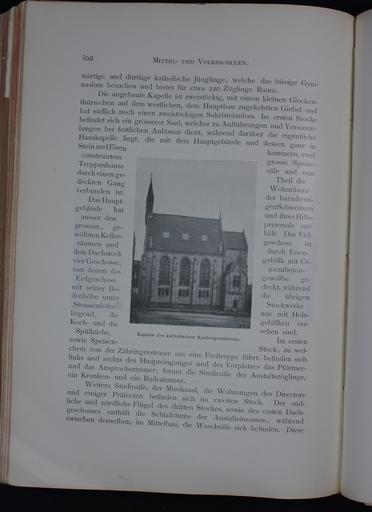 552
MITTEL- UND VOLKSSCHULEN.
wärtige und dürftige katholische Jünglinge, welche das hiesige Gym-
nasium besuchen und bietet für etwa 220 Zöglinge Raum.
Die angebaute Kapelle ist zweistöckig, mit einem kleinen Glocken-
thürmchen auf dem westlichen, dem Hauptbau zugekehrten Giebel und
hat südlich noch einen zweistöckigen Sakristeianbau. Im ersten Stocke
befindet sich ein grösserer Saal, welcher zu Aufführungen und Versamm-
lungen bei festlichen Anlässen dient, während darüber die eigentliche
Hauskapelle liegt, die mit dem Hauptgebäude und dessen ganz in
Stein und Eisen
construirtem
Treppenhause
durch einen ge-
deckten Gang
verbunden ist.
Das Haupt-
gebäude hat
ausser den
grossen, ge-
wölbten Keller-
räumen und
dem Dachstock
vier Geschosse,
von denen das
Erdgeschoss,
mit seiner Bo-
denhöhe unter
Strassenhöhe
liegend, die
Koch- und die
Spülküche,
sowie Speisen-
kammern, zwei
grosse Speise-
säle und zum
Theil die
Wohnräume
der barmherzi-
gen Schwestern
und ihres Hilfs-
personals ent-
hält. Das Erd-
geschoss ist
durch Eisen-
gebälk mit Ce-
mentbeton-
gewölbe ge-
deckt, während
die übrigen
Stockwerke
nur mit Holz-
gebälken ver-
sehen sind.
Im ersten
Stock, zu wel-
Kapelle des katholischen Knabenpensionats.
chem von der Zähringerstrasse aus eine Freitreppe führt, befinden sich
links und rechts des Haupteinganges und des Vorplatzes das Pförtner-
und das Ansprachszimmer; ferner die Studirsäle der Anstaltszöglinge,
ein Kranken- und ein Badezimmer.
Weitere Studirsäle, der Musiksaal, die Wohnungen des Directors
und einiger Präfecten befinden sich im zweiten Stock. Der süd-
liche und nördliche Flügel des dritten Stockes, sowie des ersten Dach-
geschosses enthält die Schlafräume der Anstaltsinsassen, während
zwischen denselben, im Mittelbau, die Waschsäle sich befinden. Diese